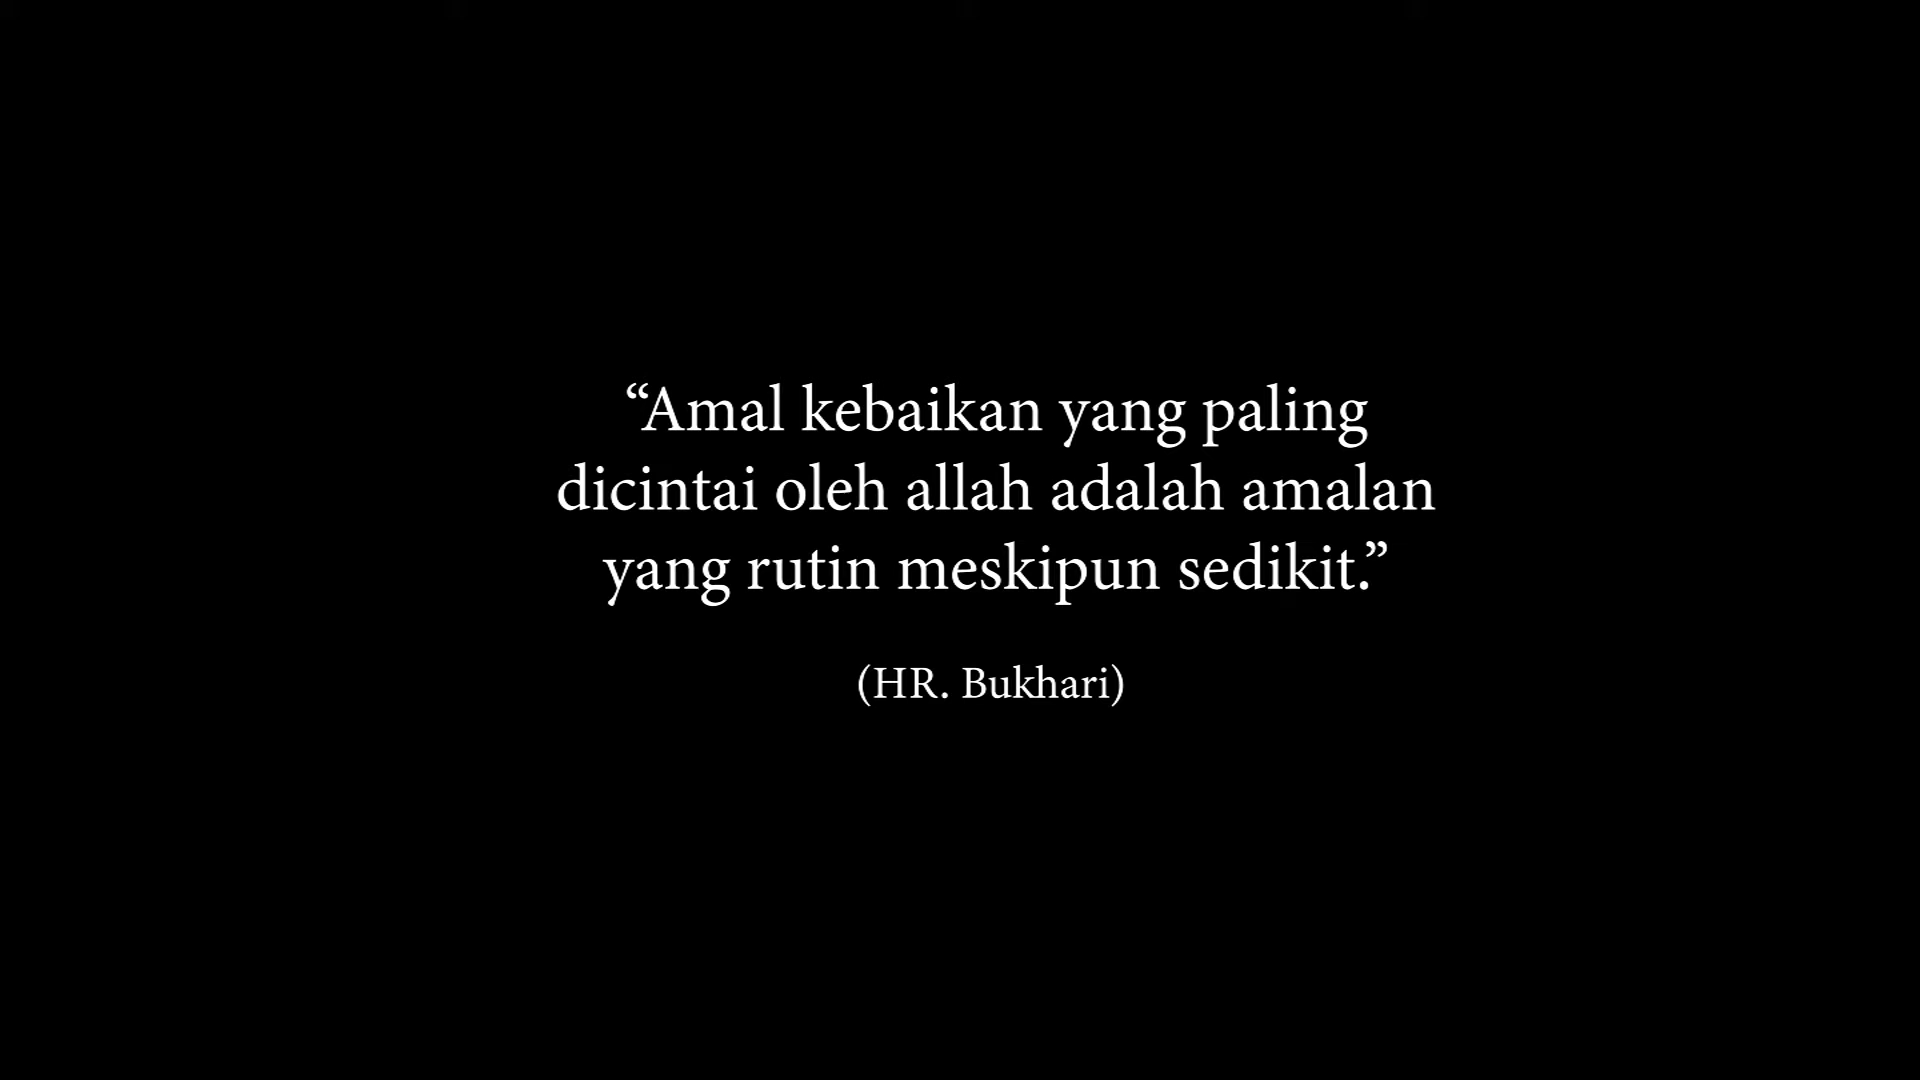 “Amal kebaikan yang paling
dicintai oleh allah adalah amalan
yang rutin meskipun sedikit.”
(HR. Bukhari)